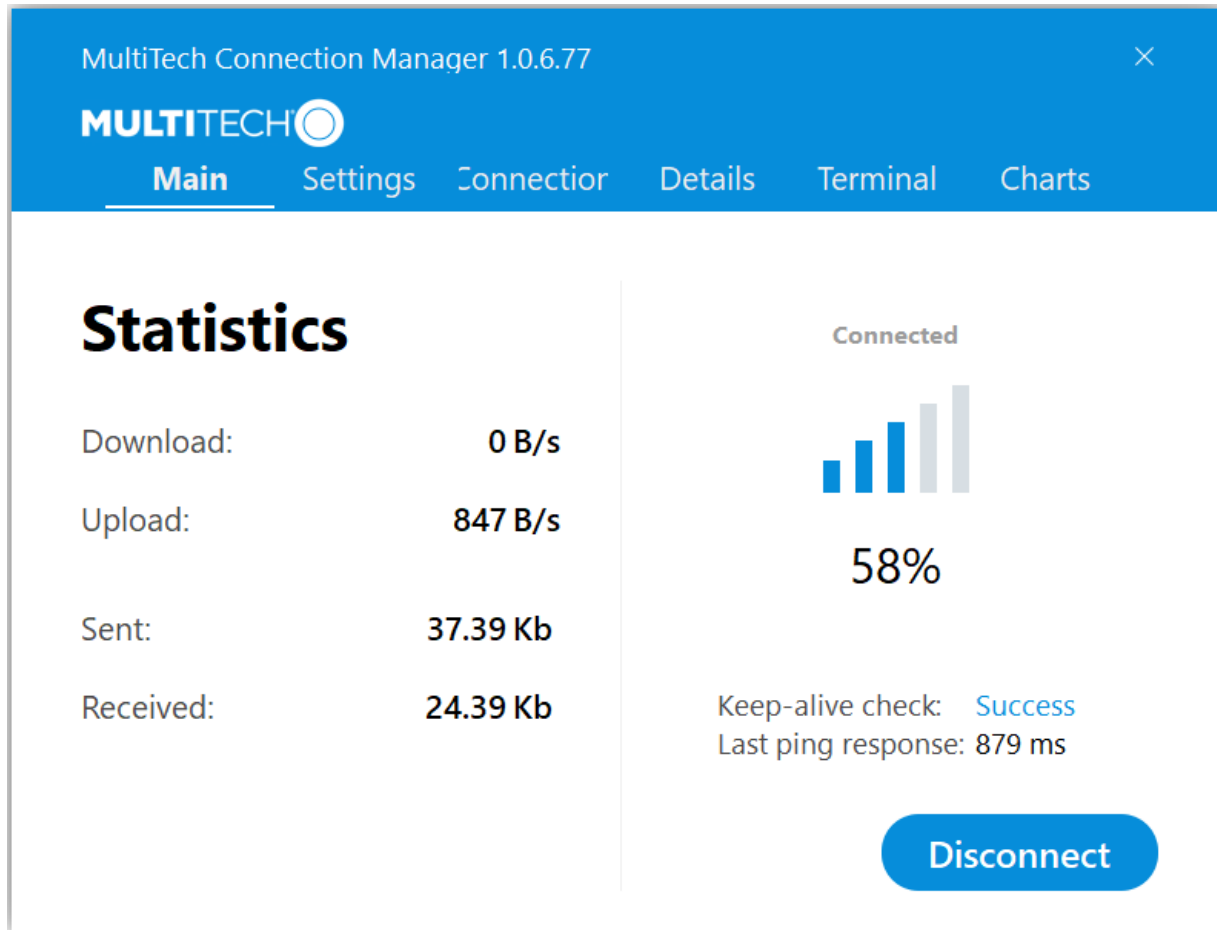 MultiTech Connection Manager 1.0.6.77
MULTITECH
Main Settings Connection Details Terminal Charts
Statistics
Download: 0 B/s
Upload: 847 B/s
Sent: 37.39 Kb
Received: 24.39 Kb
Connected
58%
Keep-alive check: Success
Last ping response: 879 ms
Disconnect